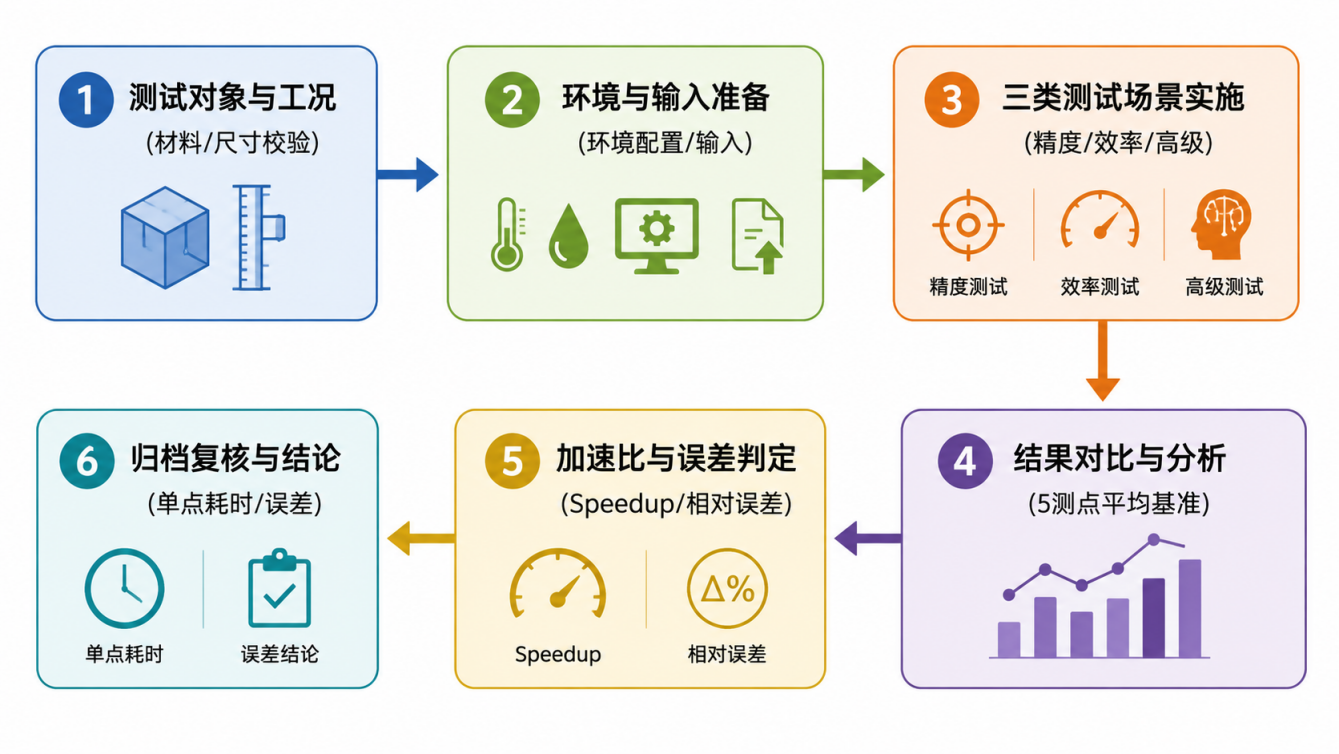 1 测试对象与工况
(材料/尺寸校验)
2 环境与输入准备
(环境配置/输入)
3 三类测试场景实施
(精度/效率/高级)
精度测试
效率测试
高级测试
4 结果对比与分析
(5测点平均基准)
5 加速比与误差判定
(Speedup/相对误差)
Speedup
Δ%
相对误差
6 归档复核与结论
(单点耗时/误差)
单点耗时
误差结论